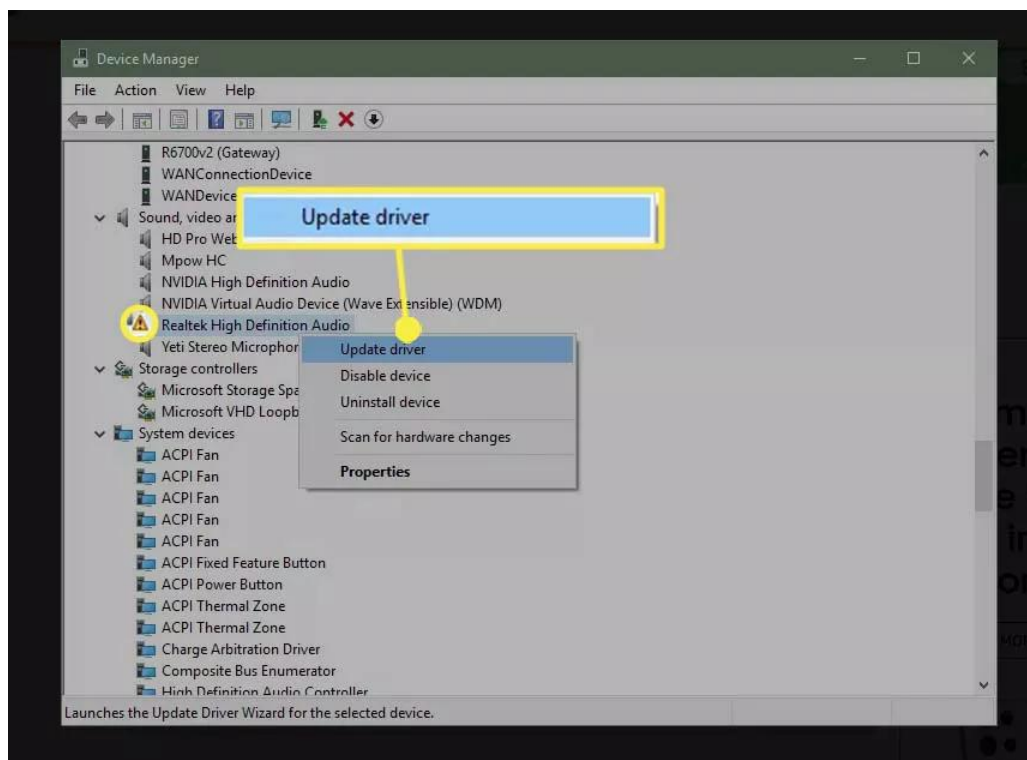 Device Manager
File Action View Help
R6700v2 (Gateway)
WANConnectionDevice
WANDevice
Sound, video ar
Update driver
HD Pro Web
Mpow HC
NVIDIA High Definition Audio
NVIDIA Virtual Audio Device (Wave Extensible) (WDM)
Realtek High Definition Audio
Yeti Stereo Microphor
Update driver
Disable device
Uninstall device
Scan for hardware changes
Properties
Storage controllers
Microsoft Storage Spa
Microsoft VHD Loopb
System devices
ACPI Fan
ACPI Fan
ACPI Fan
ACPI Fan
ACPI Fan
ACPI Fixed Feature Button
ACPI Power Button
ACPI Thermal Zone
ACPI Thermal Zone
Charge Arbitration Driver
Composite Bus Enumerator
High Definition Audio Controller
Launches the Update Driver Wizard for the selected device.